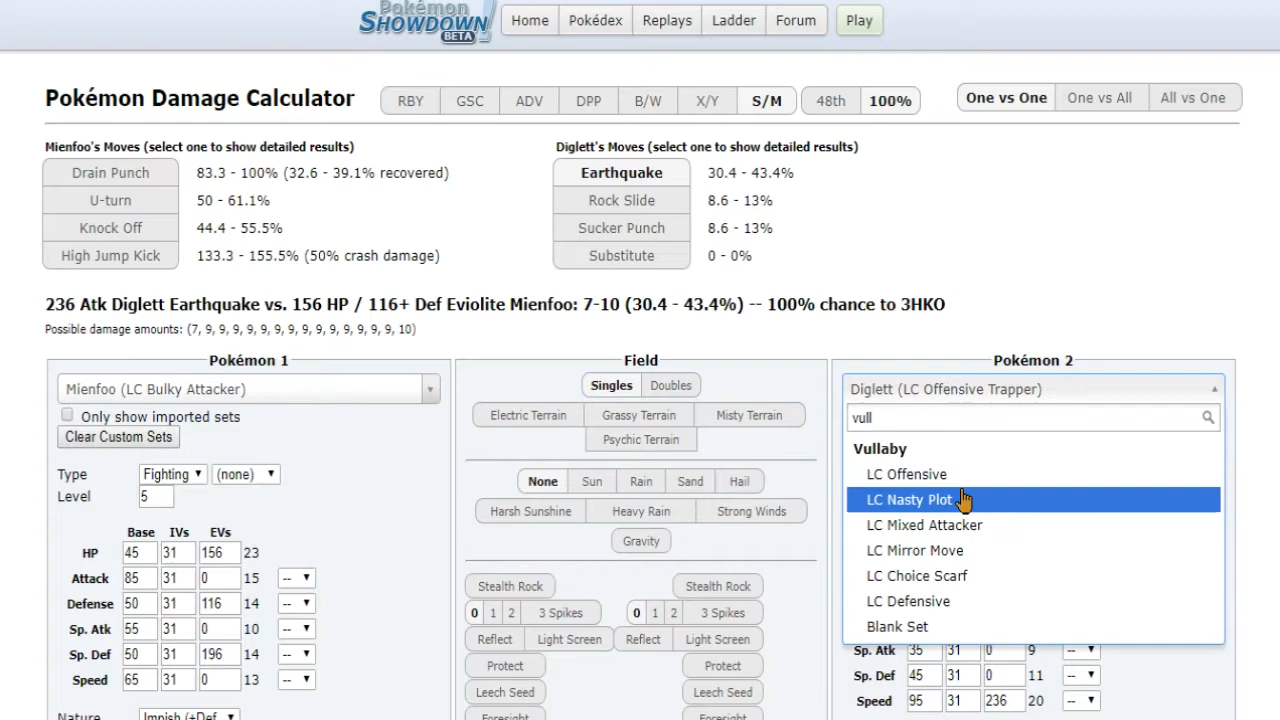 Pokémon
SHOWDOWN!
BETA
Home Pokédex Replays Ladder Forum Play
Pokémon Damage Calculator RBY GSC ADV DPP B/W X/Y S/M 48th 100% One vs One One vs All All vs One
Mienfoo's Moves (select one to show detailed results) Diglett's Moves (select one to show detailed results)
Drain Punch 83.3 - 100% (32.6 - 39.1% recovered) Earthquake 30.4 - 43.4%
U-turn 50 - 61.1% Rock Slide 8.6 - 13%
Knock Off 44.4 - 55.5% Sucker Punch 8.6 - 13%
High Jump Kick 133.3 - 155.5% (50% crash damage) Substitute 0 - 0%
236 Atk Diglett Earthquake vs. 156 HP / 116+ Def Eviolite Mienfoo: 7-10 (30.4 - 43.4%) -- 100% chance to 3HKO
Possible damage amounts: (7, 9, 9, 9, 9, 9, 9, 9, 9, 9, 9, 9, 9, 9, 9, 10)
Pokémon 1 Field Pokémon 2
Mienfoo (LC Bulky Attacker) Singles Doubles Diglett (LC Offensive Trapper)
Only show imported sets Electric Terrain Grassy Terrain Misty Terrain vull
Clear Custom Sets Psychic Terrain Vullaby
Type Fighting (none) None Sun Rain Sand Hail LC Offensive
Level 5 Harsh Sunshine Heavy Rain Strong Winds LC Nasty Plot
Base IVs EVs Gravity LC Mixed Attacker
HP 45 31 156 23 LC Mirror Move
Attack 85 31 0 15 -- Stealth Rock Stealth Rock LC Choice Scarf
Defense 50 31 116 14 -- 0 1 2 3 Spikes 0 1 2 3 Spikes LC Defensive
Sp. Atk 55 31 0 10 -- Reflect Light Screen Reflect Light Screen Blank Set
Sp. Def 50 31 196 14 -- Protect Protect Sp. Atk 35 31 0 9 --
Speed 65 31 0 13 -- Leech Seed Leech Seed Sp. Def 45 31 0 11 --
Nature Impish (+Def, Foresight Foresight Speed 95 31 236 20 --